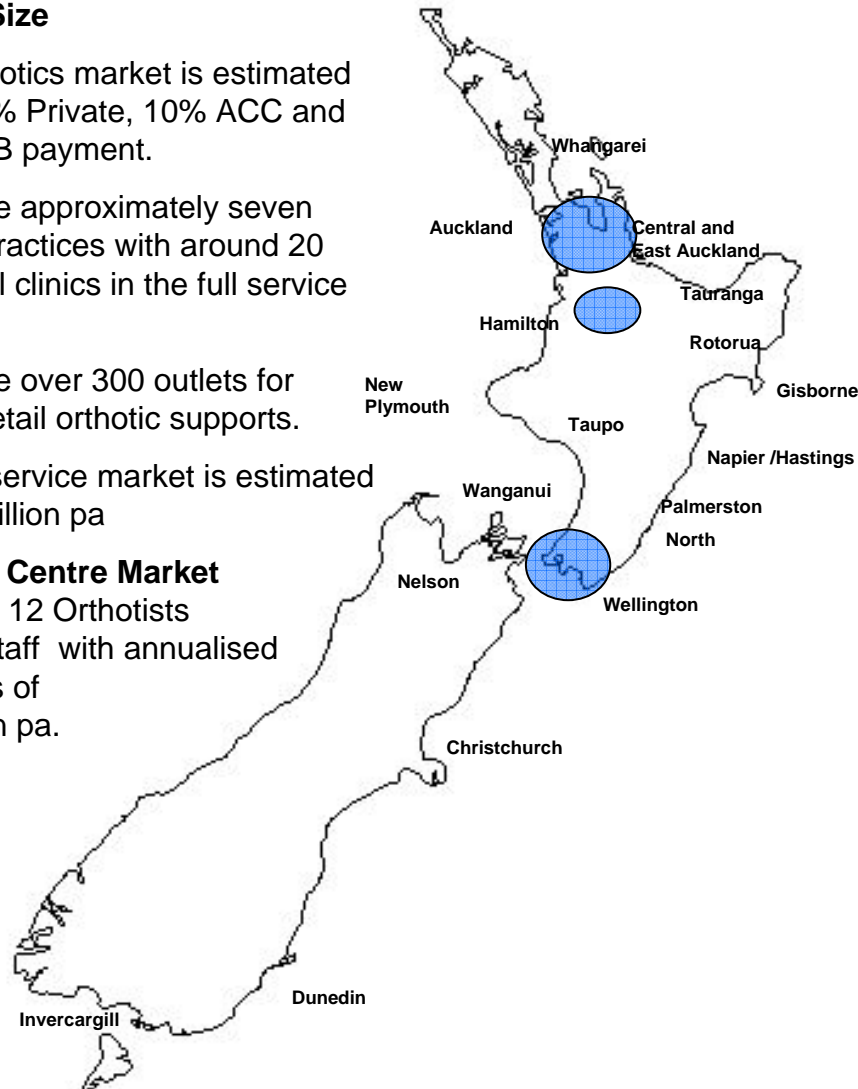 Size
otics market is estimated
% Private, 10% ACC and
B payment.
e approximately seven
ractices with around 20
l clinics in the full service
e over 300 outlets for
etail orthotic supports.
service market is estimated
illion pa
Centre Market
12 Orthotists
taff with annualised
s of
n pa.
Whangarei
Auckland
Central and
East Auckland
Tauranga
Hamilton
Rotorua
New
Plymouth
Gisborne
Taupo
Napier /Hastings
Wanganui
Palmerston
North
Nelson
Wellington
Christchurch
Dunedin
Invercargill